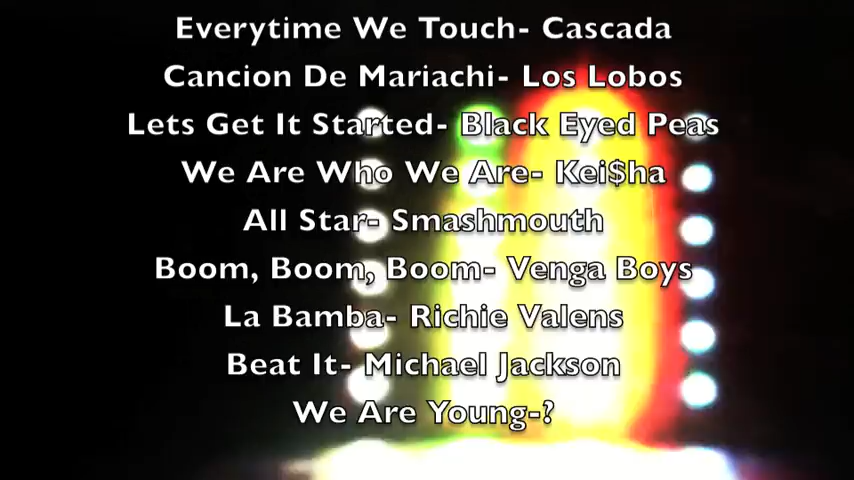 Everytime We Touch- Cascada
Cancion De Mariachi- Los Lobos
Lets Get It Started- Black Eyed Peas
We Are Who We Are- Kei$ha
All Star- Smashmouth
Boom, Boom, Boom- Venga Boys
La Bamba- Richie Valens
Beat It- Michael Jackson
We Are Young-?